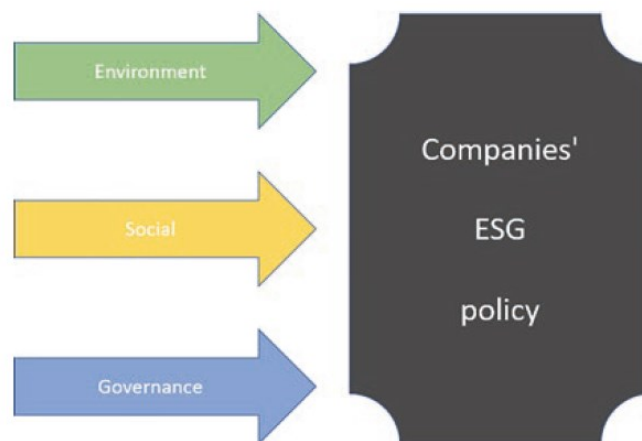 Environment
Social
Governance
Companies'
ESG
policy